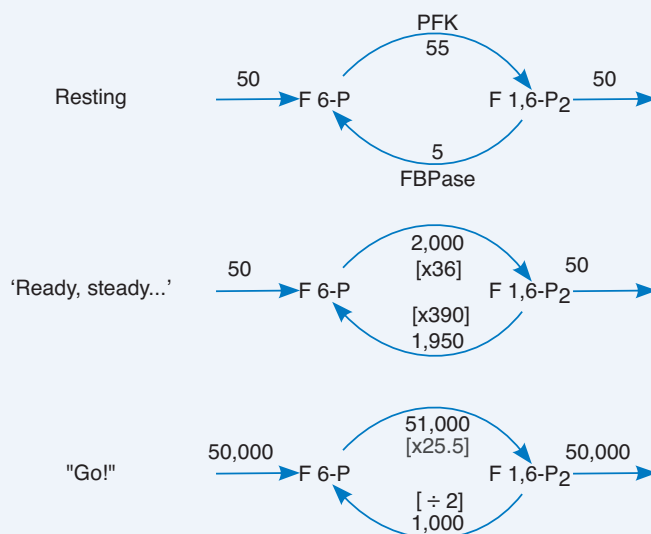 PFK
50 55 50
Resting F 6-P F 1,6-P2
5
FBPase
2,000
50 [x36] 50
'Ready, steady...' F 6-P F 1,6-P2
[x390]
1,950
51,000
50,000 [x25.5] 50,000
"Go!" F 6-P F 1,6-P2
[ ÷ 2]
1,000